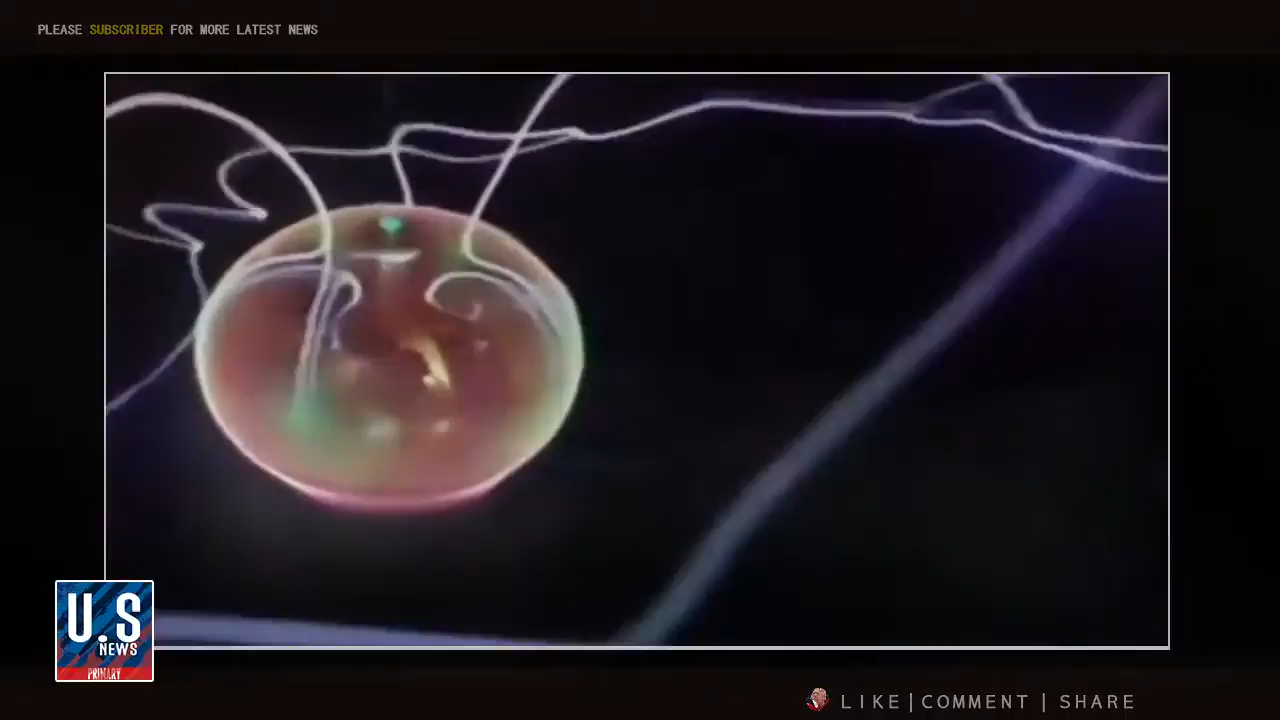 PLEASE SUBSCRIBER FOR MORE LATEST NEWS
U.S
NEWS
PRIMARY
LIKE|COMMENT | SHARE